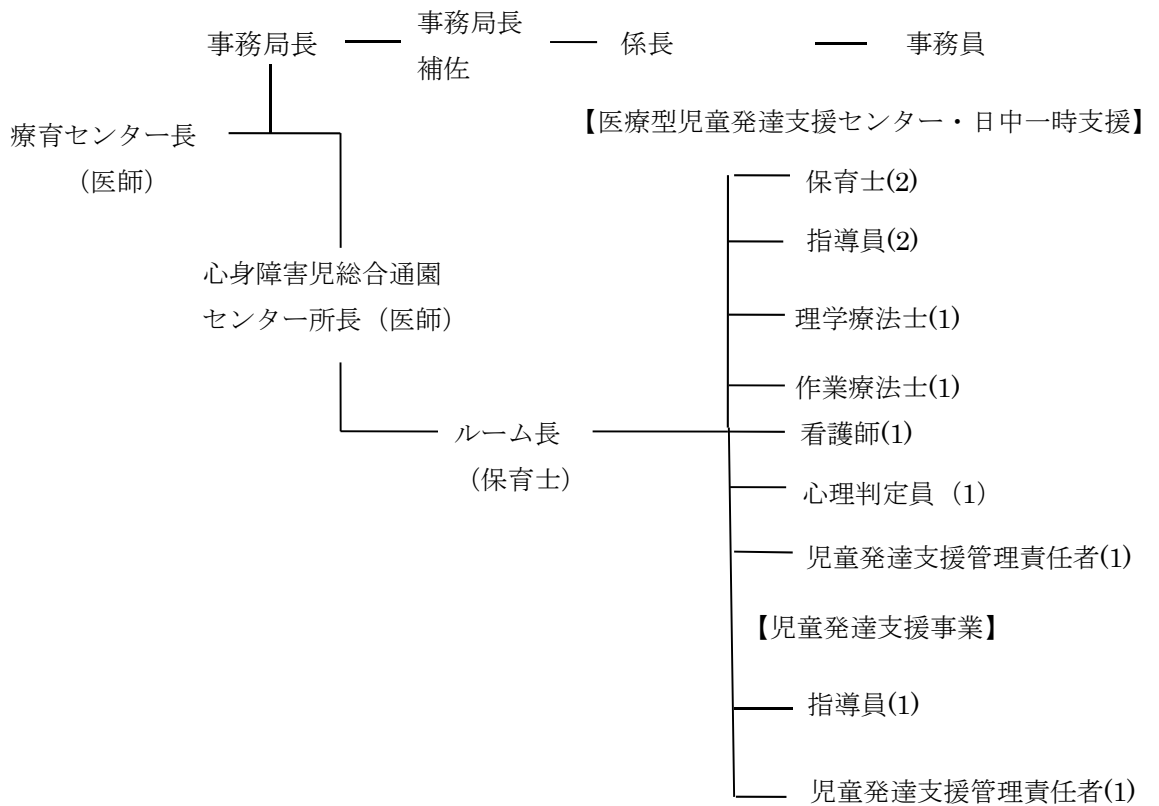 事務局長
事務局長
補佐
係長
事務員
療育センター長
（医師）
【医療型児童発達支援センター・日中一時支援】
保育士(2)
指導員(2)
心身障害児総合通園
センター所長（医師）
理学療法士(1)
作業療法士(1)
ルーム長
（保育士）
看護師(1)
心理判定員（1）
児童発達支援管理責任者(1)
【児童発達支援事業】
指導員(1)
児童発達支援管理責任者(1)